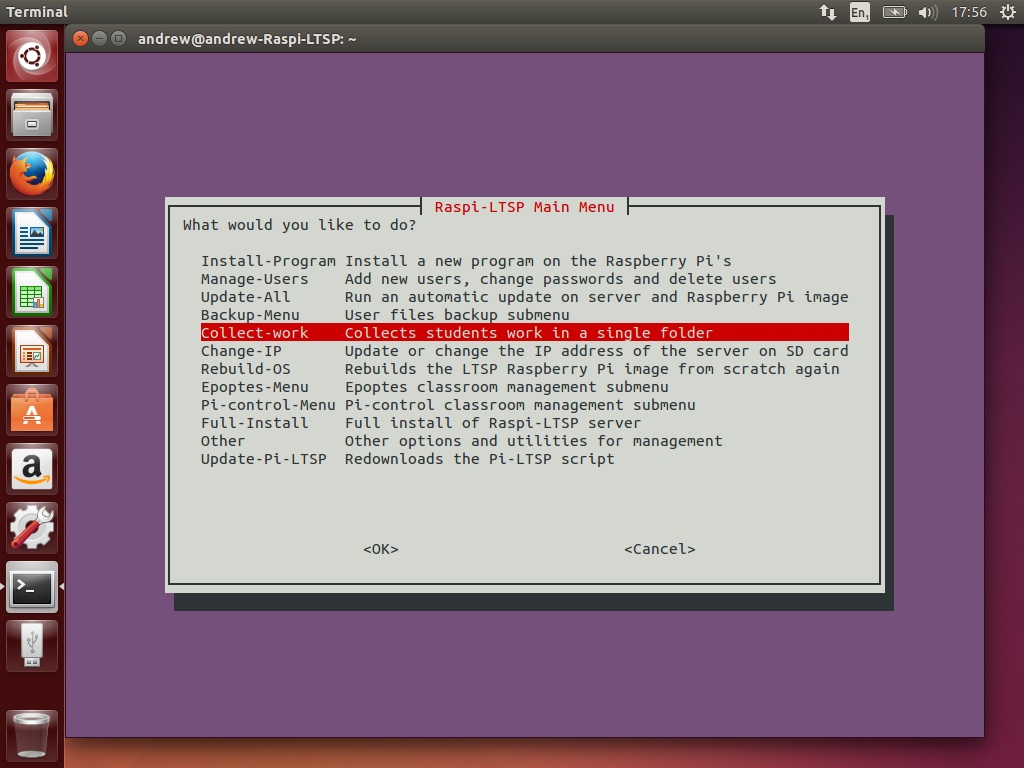 Terminal
En1
17:56
andrew@andrew-Raspi-LTSP: ~
Raspi-LTSP Main Menu
What would you like to do?
Install-Program Install a new program on the Raspberry Pi's
Manage-Users Add new users, change passwords and delete users
Update-All Run an automatic update on server and Raspberry Pi image
Backup-Menu User files backup submenu
Collect-work Collects students work in a single folder
Change-IP Update or change the IP address of the server on SD card
Rebuild-OS Rebuilds the LTSP Raspberry Pi image from scratch again
Epoptes-Menu Epoptes classroom management submenu
Pi-control-Menu Pi-control classroom management submenu
Full-Install Full install of Raspi-LTSP server
Other Other options and utilities for management
Update-Pi-LTSP Redownloads the Pi-LTSP script
<OK> <Cancel>